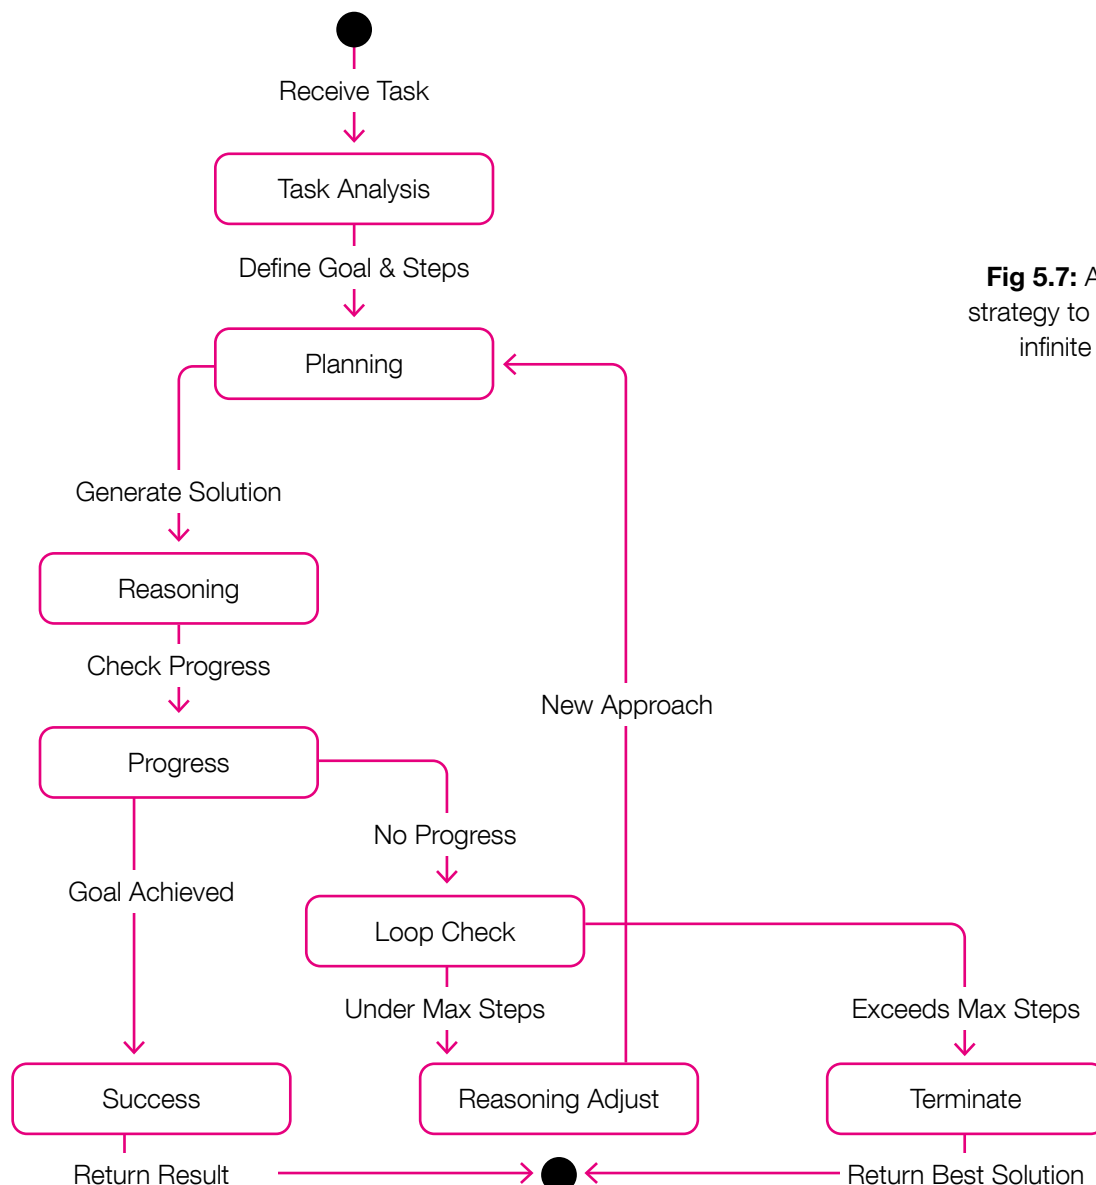 Receive Task
Task Analysis
Define Goal & Steps
Fig 5.7: A
strategy to
infinite
Planning
Generate Solution
Reasoning
Check Progress
New Approach
Progress
No Progress
Goal Achieved
Loop Check
Under Max Steps
Exceeds Max Steps
Success
Reasoning Adjust
Terminate
Return Result
Return Best Solution